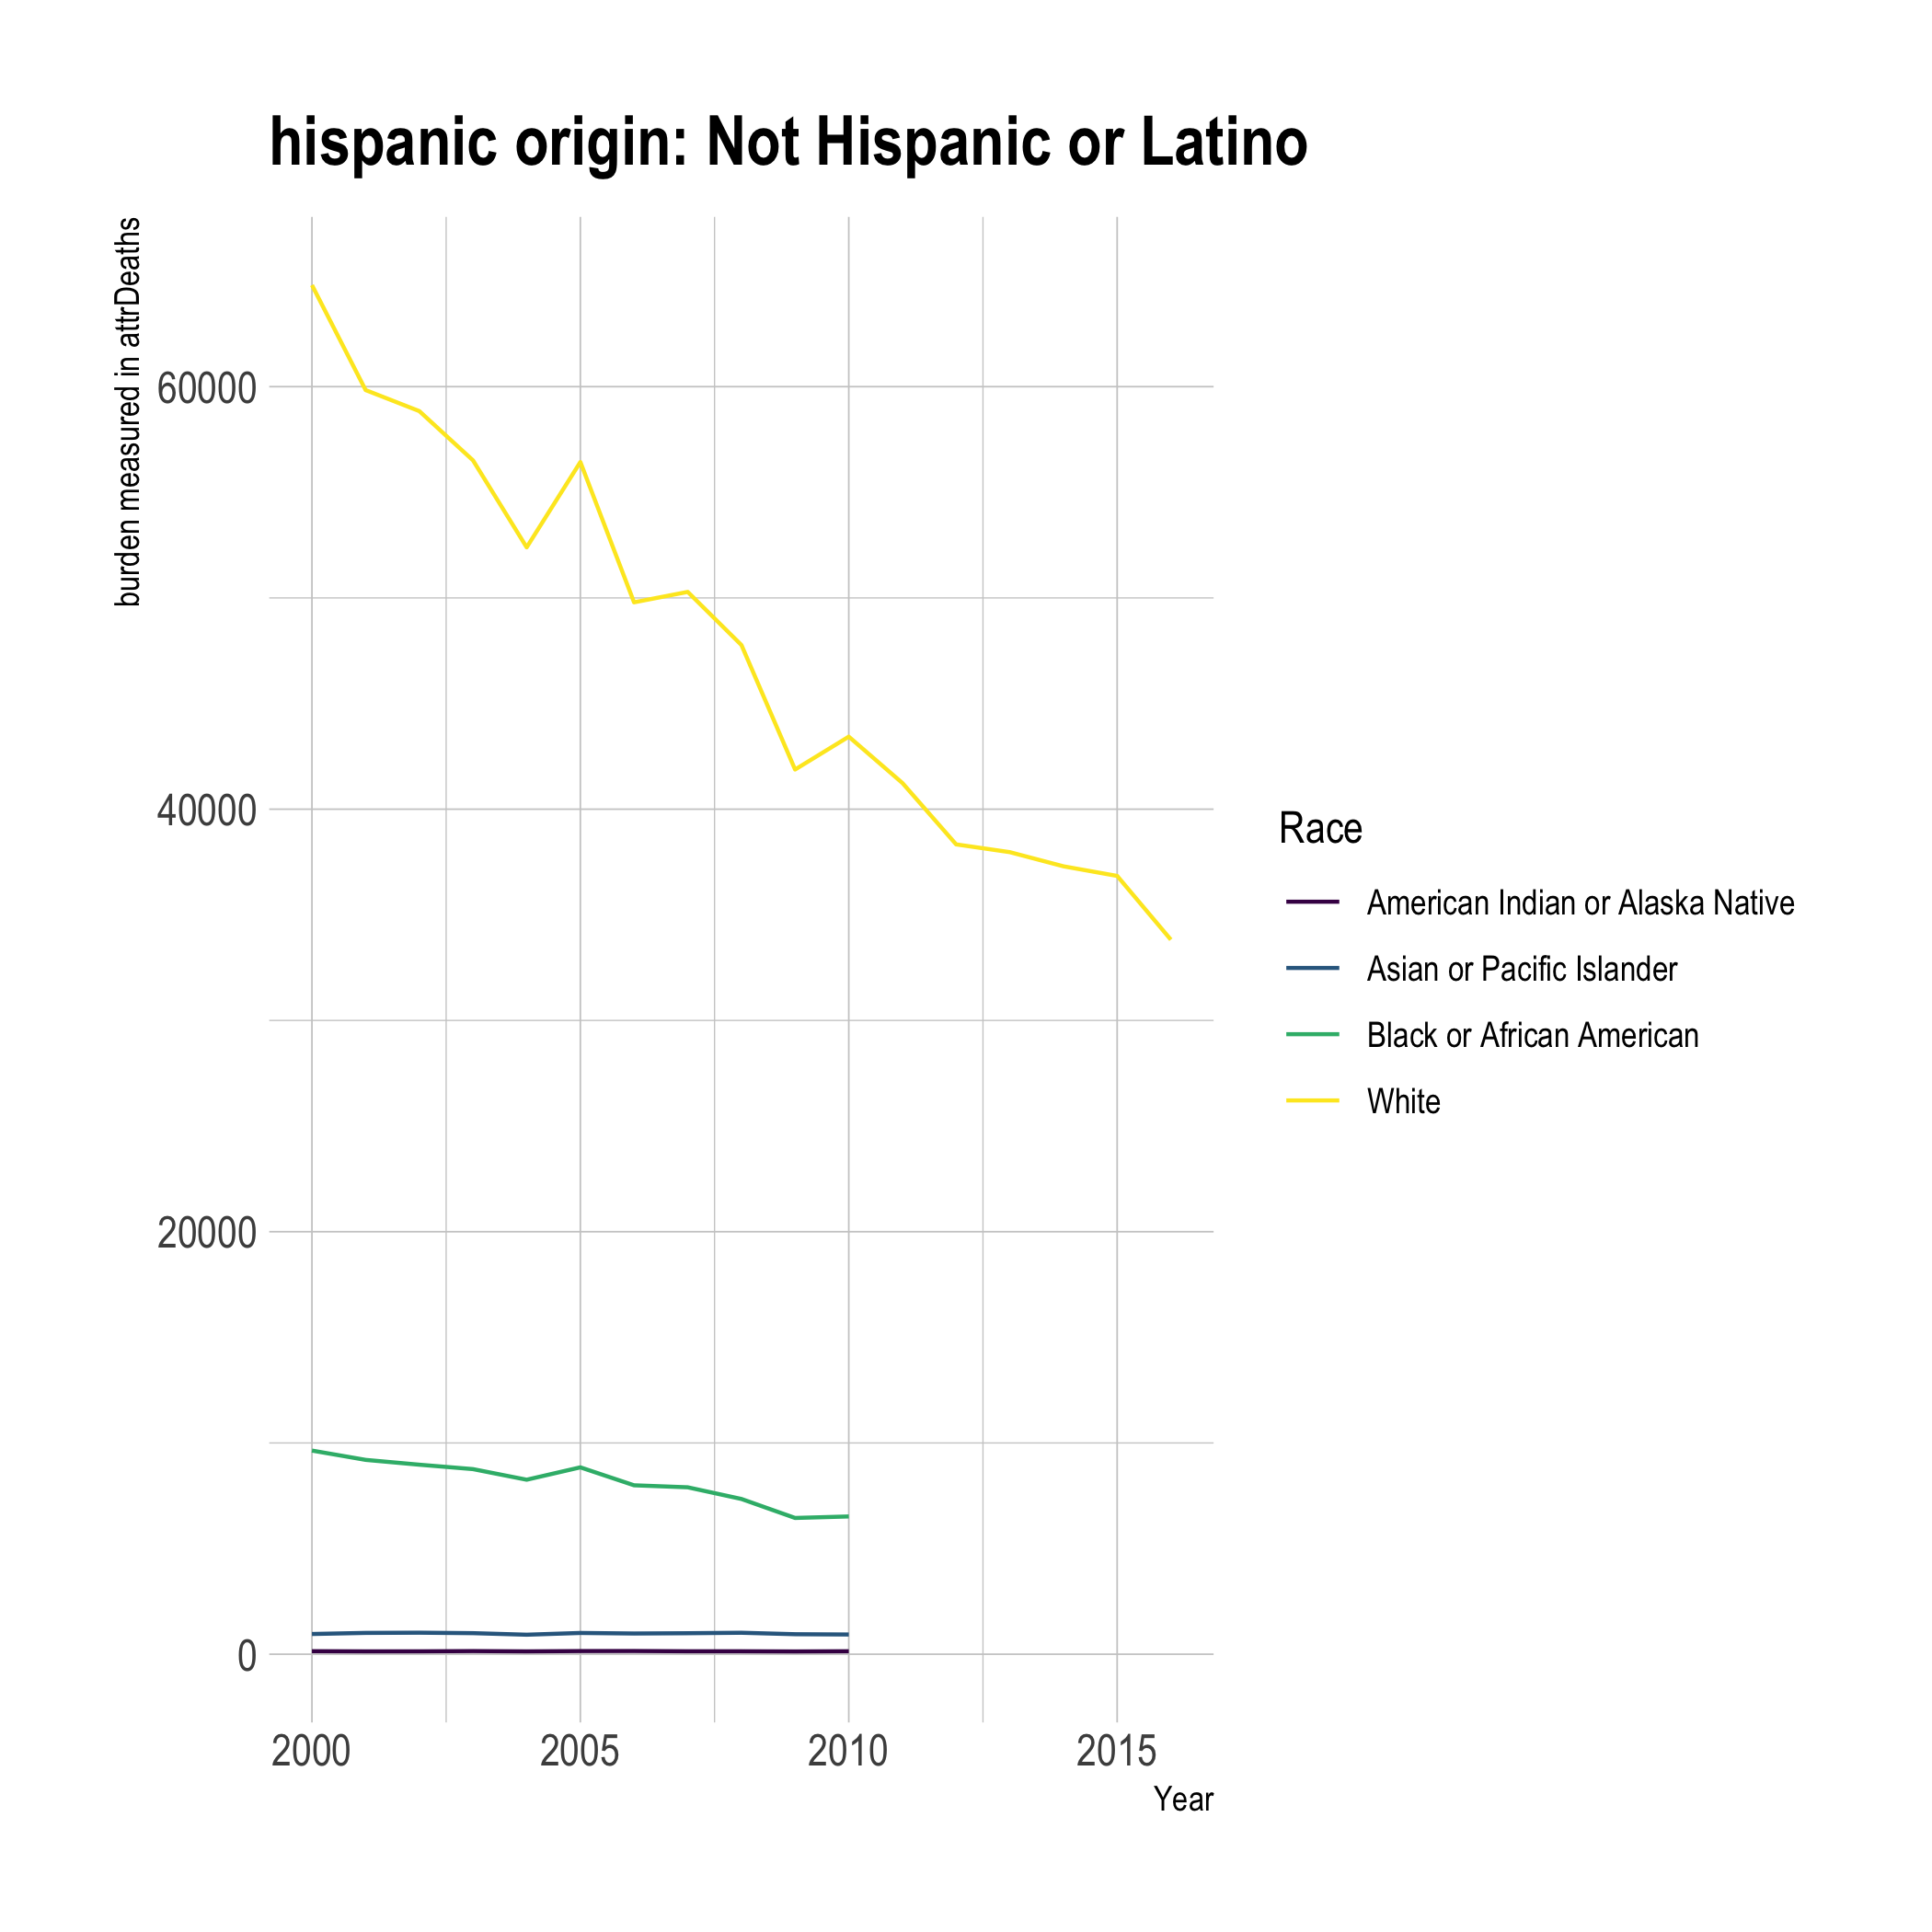 hispanic origin: Not Hispanic or Latino
burden measured in attrDeaths
60000
40000
20000
0
2000 2005 2010 2015
Year
Race
American Indian or Alaska Native
Asian or Pacific Islander
Black or African American
White